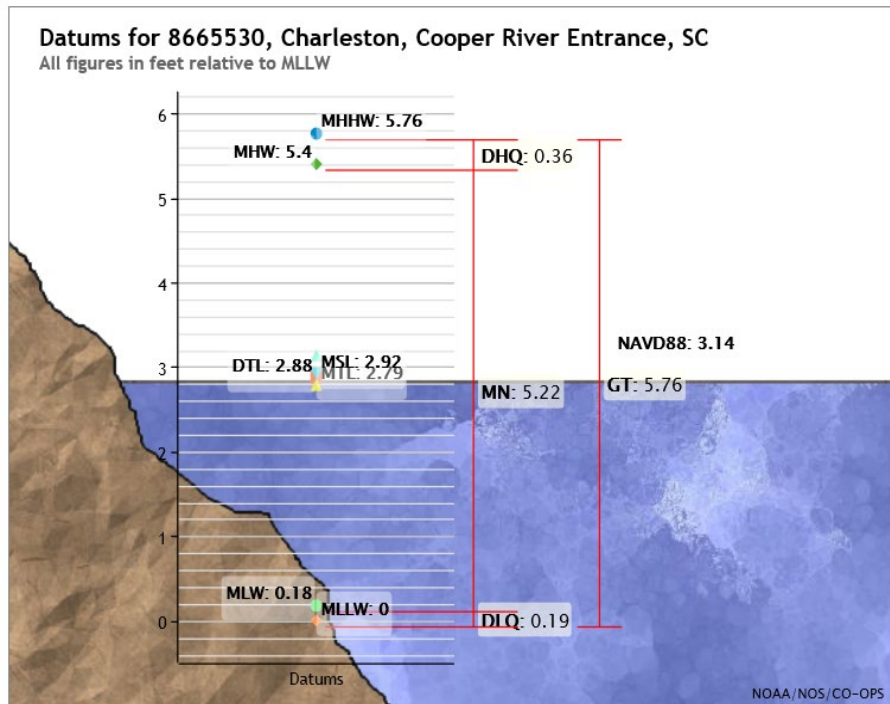 Datums for 8665530, Charleston, Cooper River Entrance, SC
All figures in feet relative to MLLW
6
MHHW: 5.76
MHW: 5.4
DHQ: 0.36
5
4
NAVD88: 3.14
3
DTL: 2.88
MSL: 2.92
MTL: 2.79
MN: 5.22
GT: 5.76
2
1
MLW: 0.18
MLLW: 0
DLQ: 0.19
0
Datums
NOAA/NOS/CO-OPS